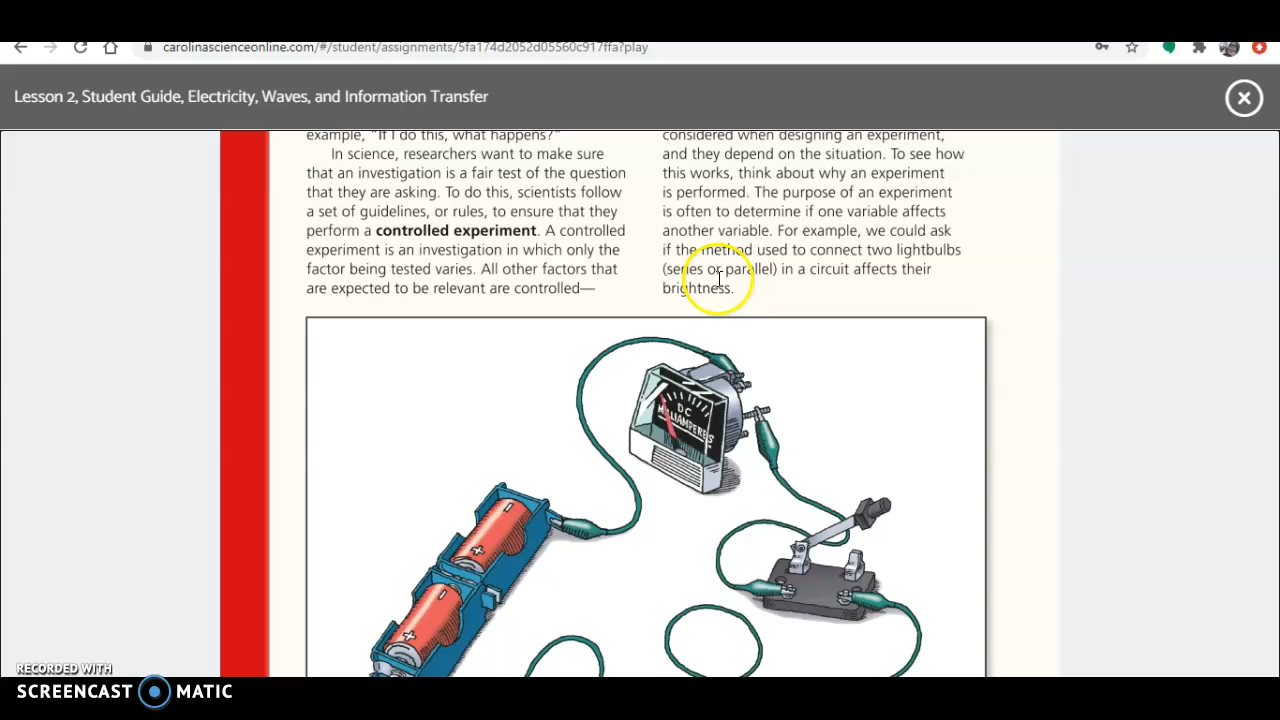 carolinascienceonline.com/#/student/assignments/5fa174d2052d05560c917ffa?play
Lesson 2, Student Guide, Electricity, Waves, and Information Transfer
example, "If I do this, what happens?"
In science, researchers want to make sure
that an investigation is a fair test of the question
that they are asking. To do this, scientists follow
a set of guidelines, or rules, to ensure that they
perform a controlled experiment. A controlled
experiment is an investigation in which only the
factor being tested varies. All other factors that
are expected to be relevant are controlled—
considered when designing an experiment,
and they depend on the situation. To see how
this works, think about why an experiment
is performed. The purpose of an experiment
is often to determine if one variable affects
another variable. For example, we could ask
if the method used to connect two lightbulbs
(series or parallel) in a circuit affects their
brightness.
DC
MILLIAMPERES
-
+
-
+
RECORDED WITH
SCREENCAST MATIC